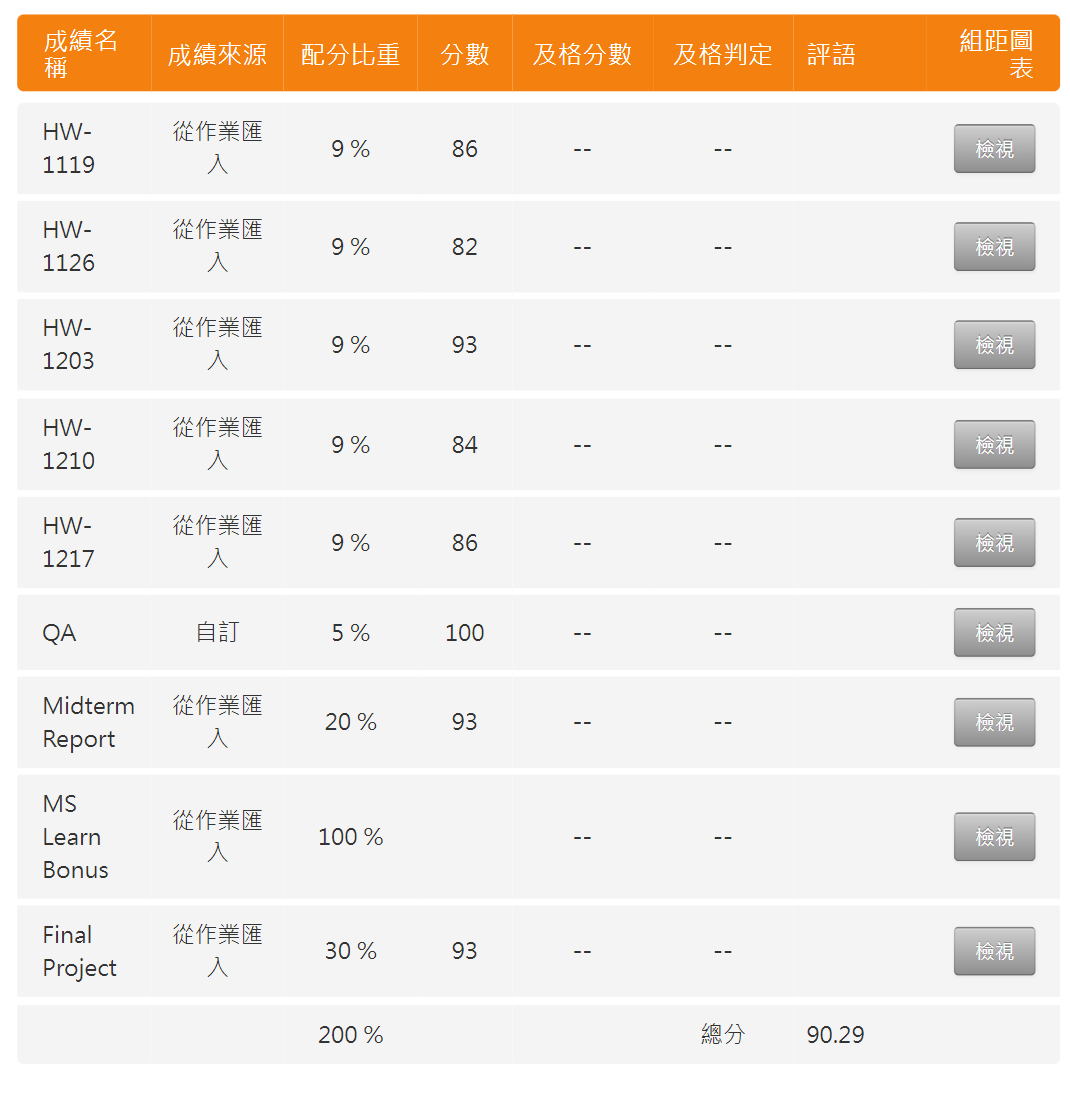 成績名稱 成績來源 配分比重 分數 及格分數 及格判定 評語 組距圖表
HW-1119 從作業匯入 9 % 86 -- -- 檢視
HW-1126 從作業匯入 9 % 82 -- -- 檢視
HW-1203 從作業匯入 9 % 93 -- -- 檢視
HW-1210 從作業匯入 9 % 84 -- -- 檢視
HW-1217 從作業匯入 9 % 86 -- -- 檢視
QA 自訂 5 % 100 -- -- 檢視
Midterm Report 從作業匯入 20 % 93 -- -- 檢視
MS Learn Bonus 從作業匯入 100 % -- -- 檢視
Final Project 從作業匯入 30 % 93 -- -- 檢視
200 % 總分 90.29